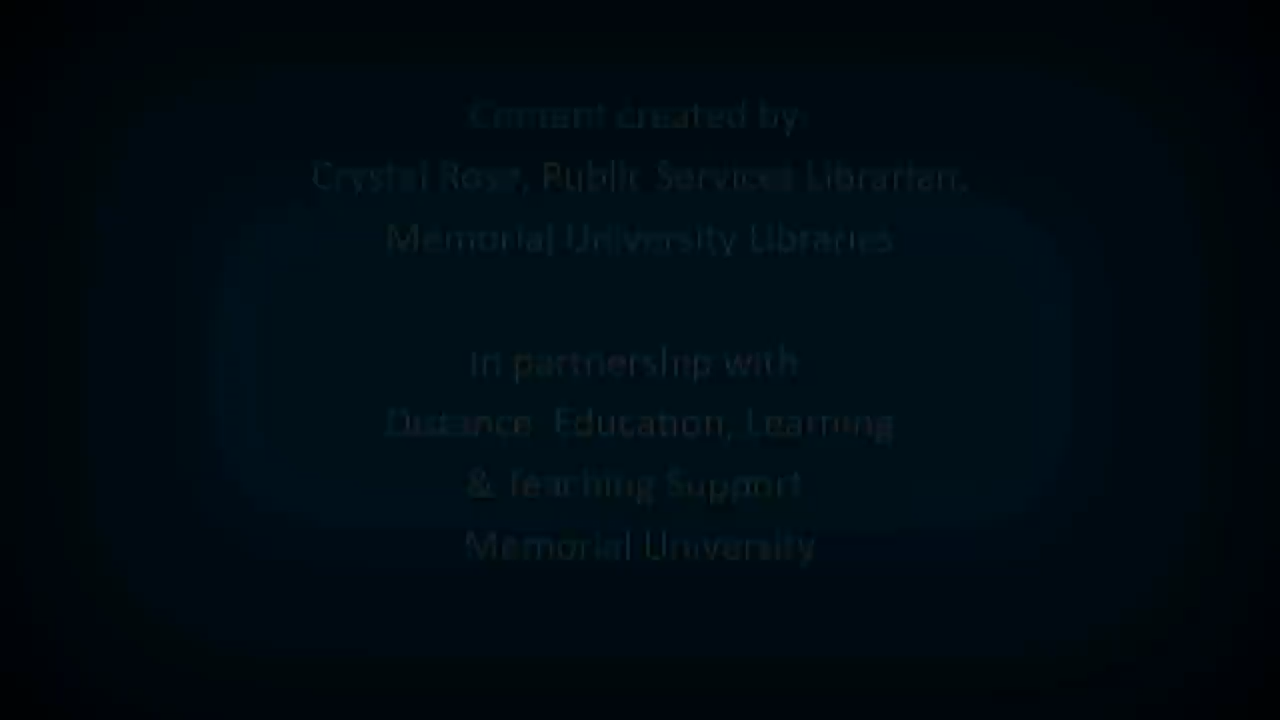 Content created by
Crystal Rose, Public Services Librarian,
Memorial University Libraries
In partnership with
Distance Education, Learning
& Teaching Support
Memorial University